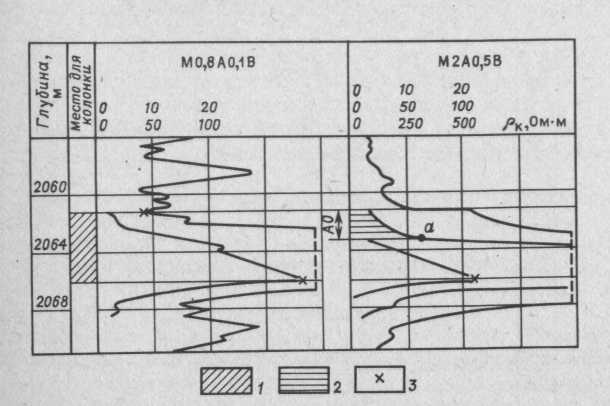 Глубина, м
Место для колонки
М0,8А0,1В
М2А0,5В
0 10 20
0 50 100
0 10 20
0 50 100
0 250 500 ρк, Ом·м
2060
2064
2068
АО
а
1
2
3